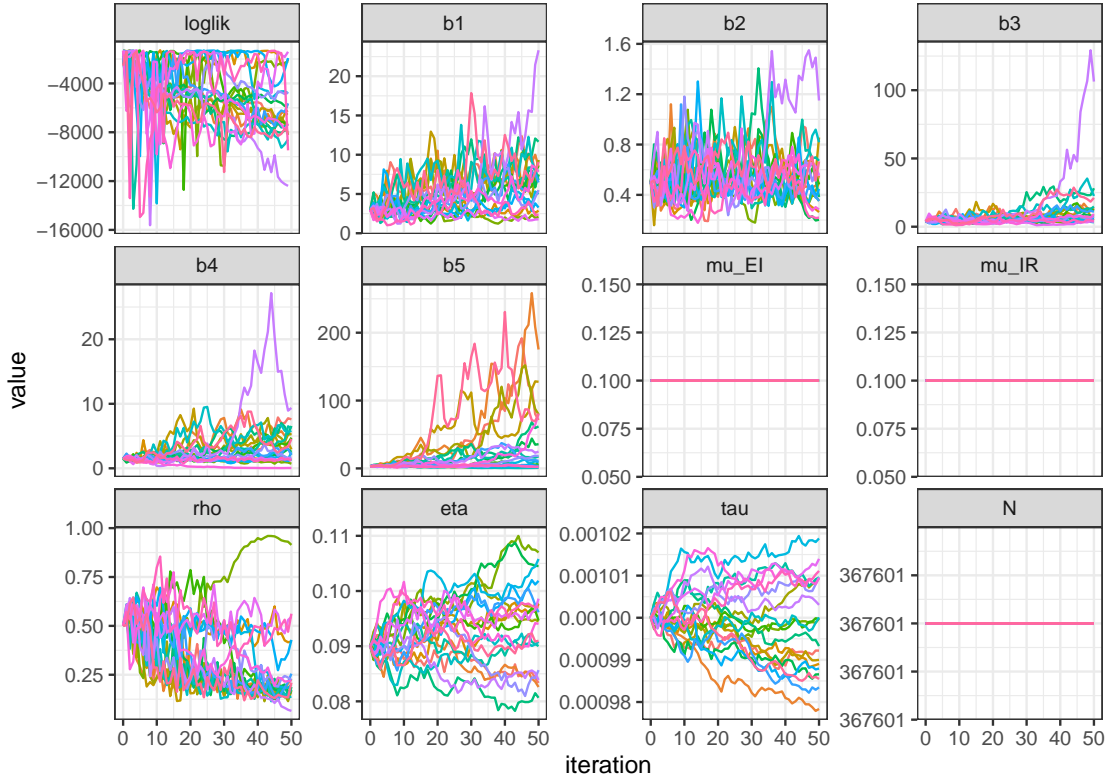 loglik b1 b2 b3
−4000 −8000 −12000 −16000
20 15 10 5 0
1.6 1.2 0.8 0.4
100 50 0
b4 b5 mu_EI mu_IR
20 10 0
200 100 0
0.150 0.125 0.100 0.075 0.050
0.150 0.125 0.100 0.075 0.050
value
rho eta tau N
1.00 0.75 0.50 0.25
0.11 0.10 0.09 0.08
0.00102 0.00101 0.00100 0.00099 0.00098
367601 367601 367601 367601
0 10 20 30 40 50 0 10 20 30 40 50 0 10 20 30 40 50 0 10 20 30 40 50
iteration